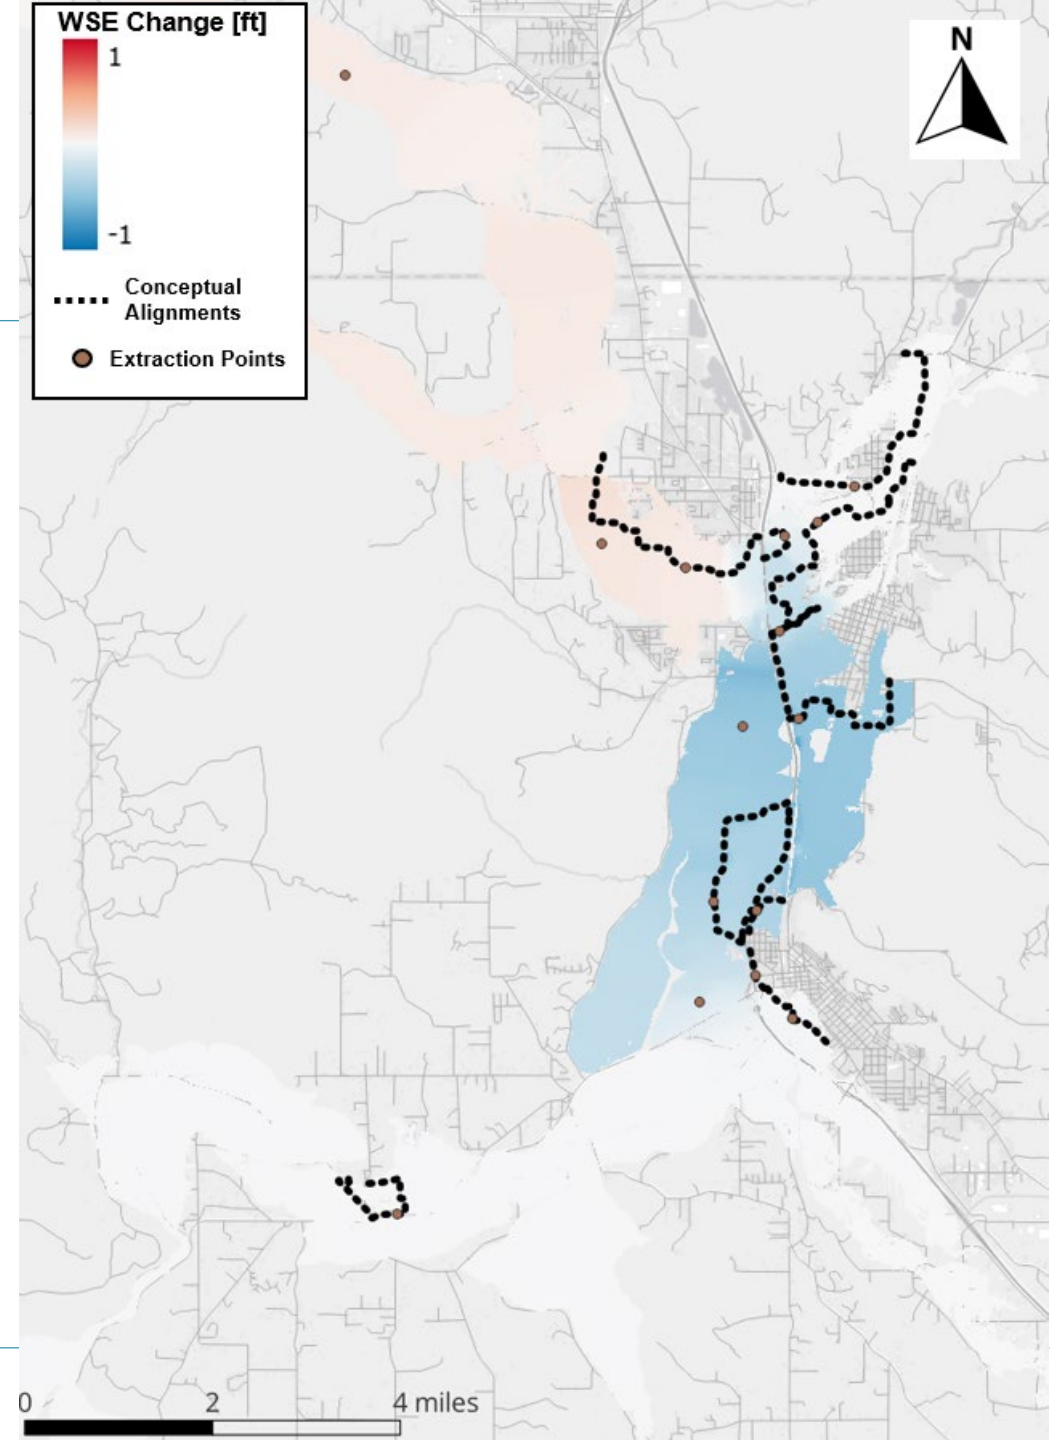 WSE Change [ft]
1
-1
Conceptual
Alignments
Extraction Points
N
0 2 4 miles